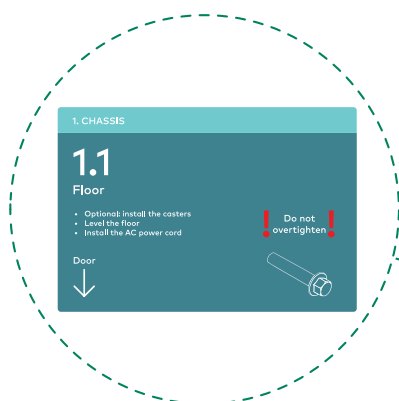 1. CHASSIS
1.1
Floor
• Optional: install the casters
• Level the floor
• Install the AC power cord
Door
! Do not !
overtighten